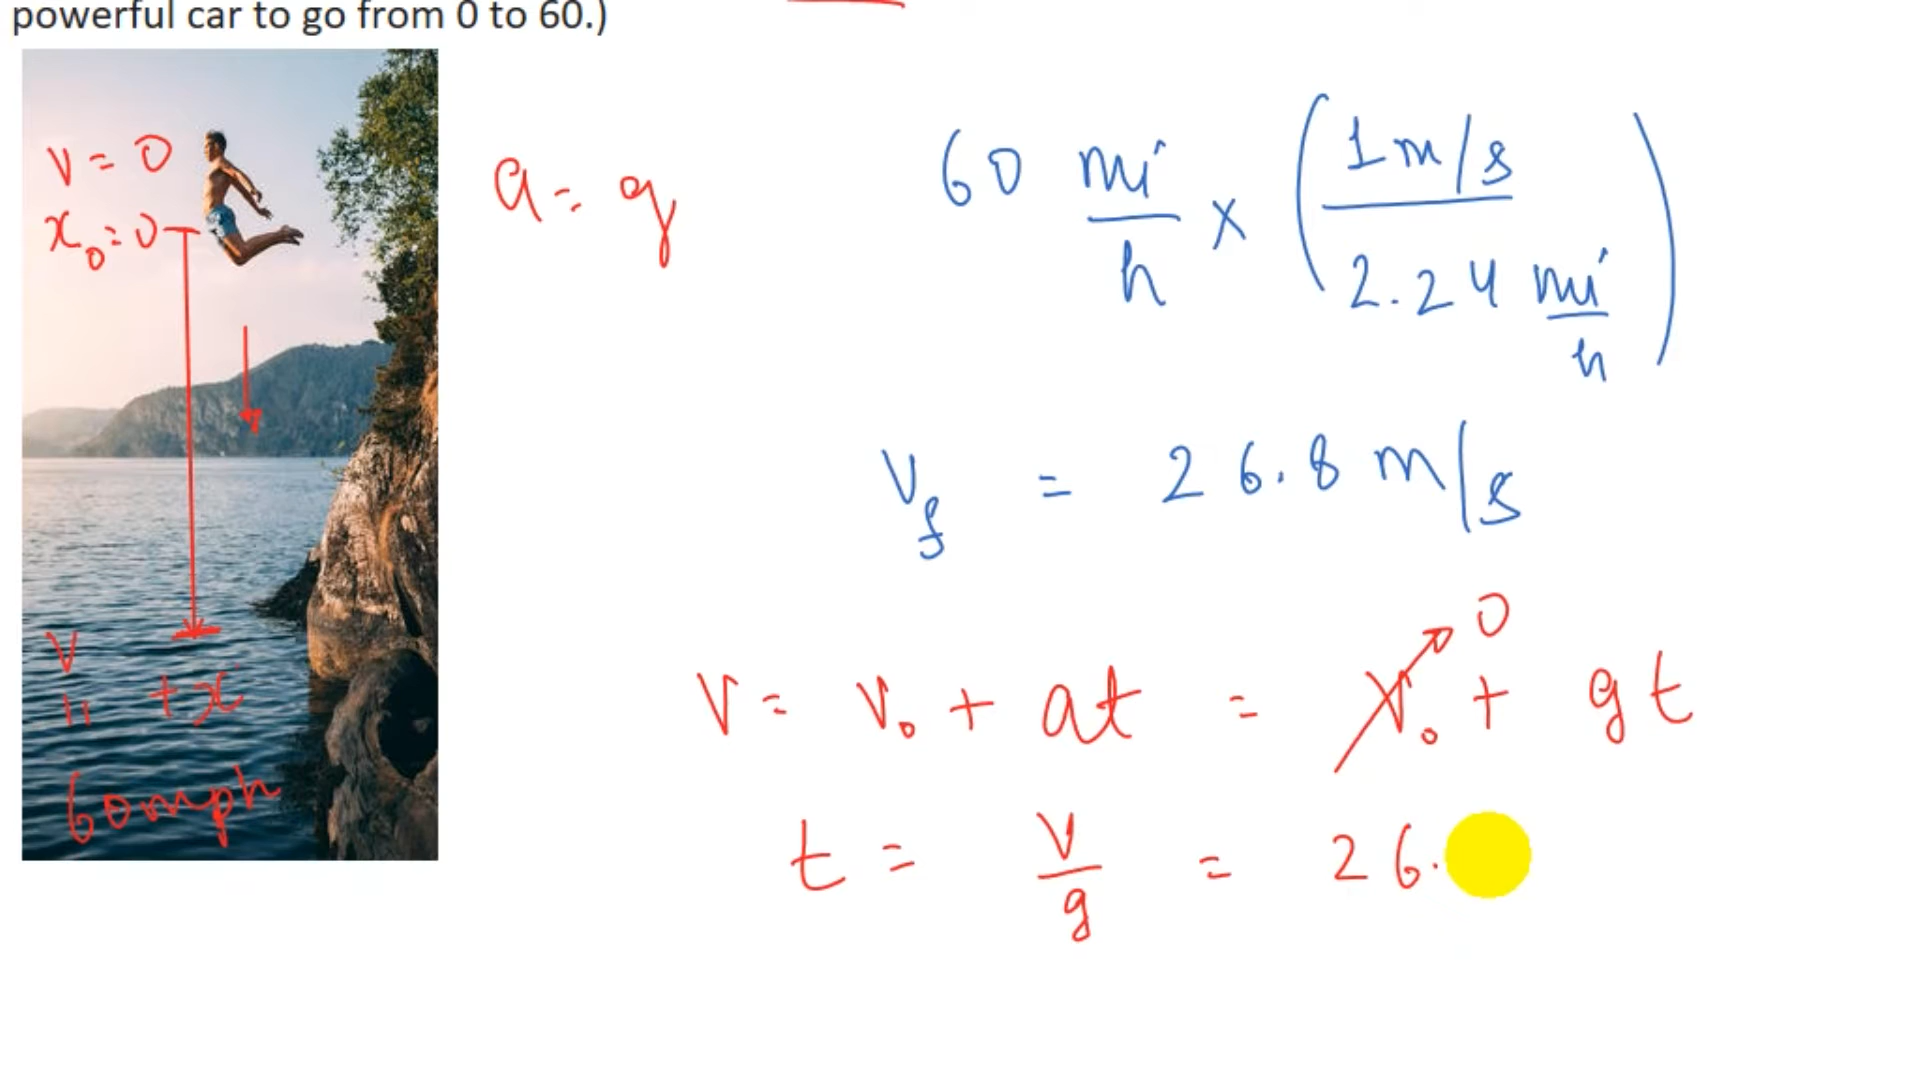 powerful car to go from 0 to 60.)
v = 0
x₀ = 0
a = g
60 mi/h × (1 m/s / 2.24 mi/h)
v_f = 26.8 m/s
v = v₀ + at = v₀ + gt
0
v
=
+x
60mph
t = v/g = 26.